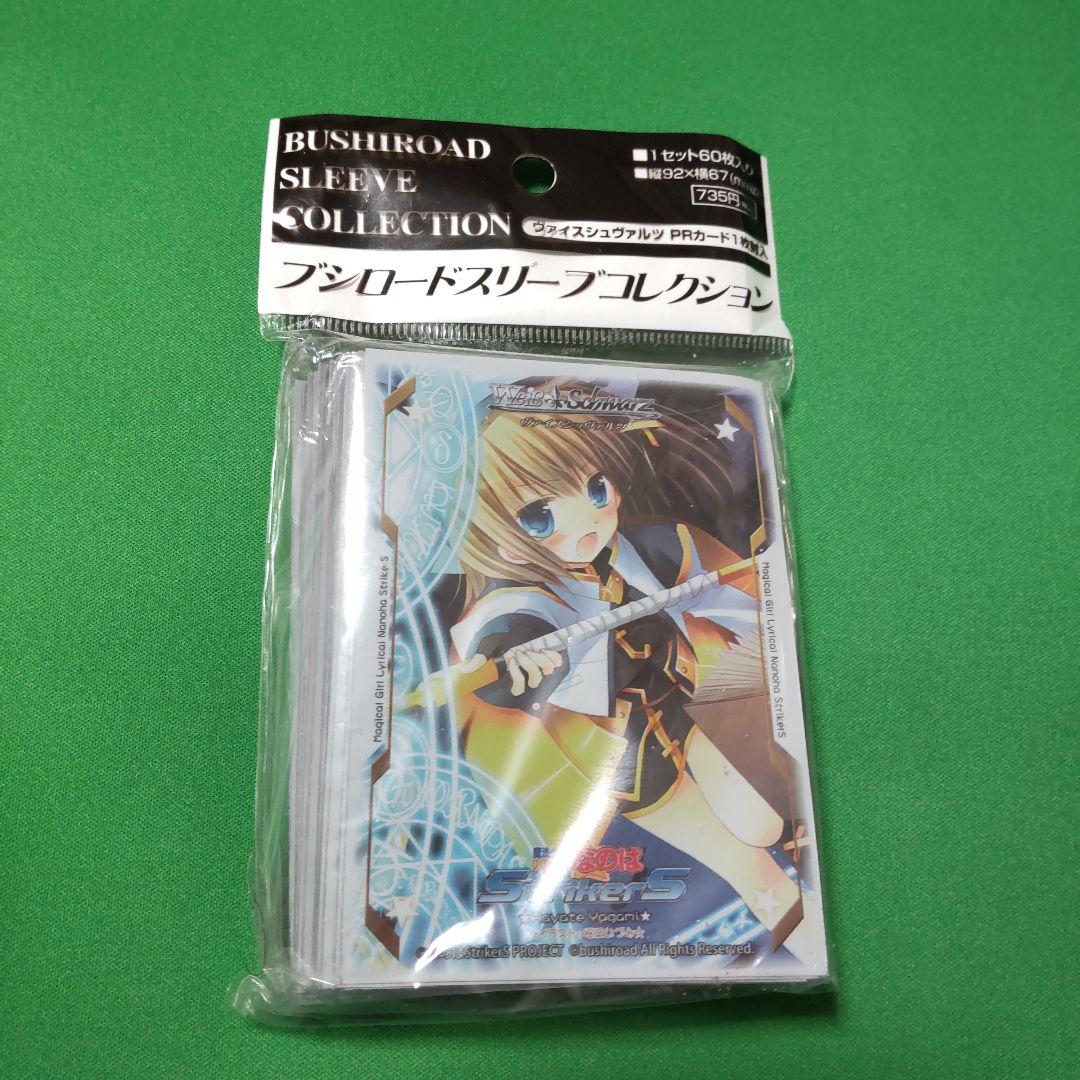 BUSHIROAD
SLEEVE
COLLECTION
■1セット60枚入り
■縦92×横67(mm)
735円
ヴァイスシュヴァルツ PRカード1枚封入
ブシロードスリーブコレクション
Weiß Schwarz
ヴァイスシュヴァルツ
Magical Girl Lyrical Nanoha StrikerS
Magical Girl Lyrical Nanoha StrikerS
なのは
StrikerS
★Hayate Yagami★
StrikerS PROJECT ©bushiroad All Rights Reserved.